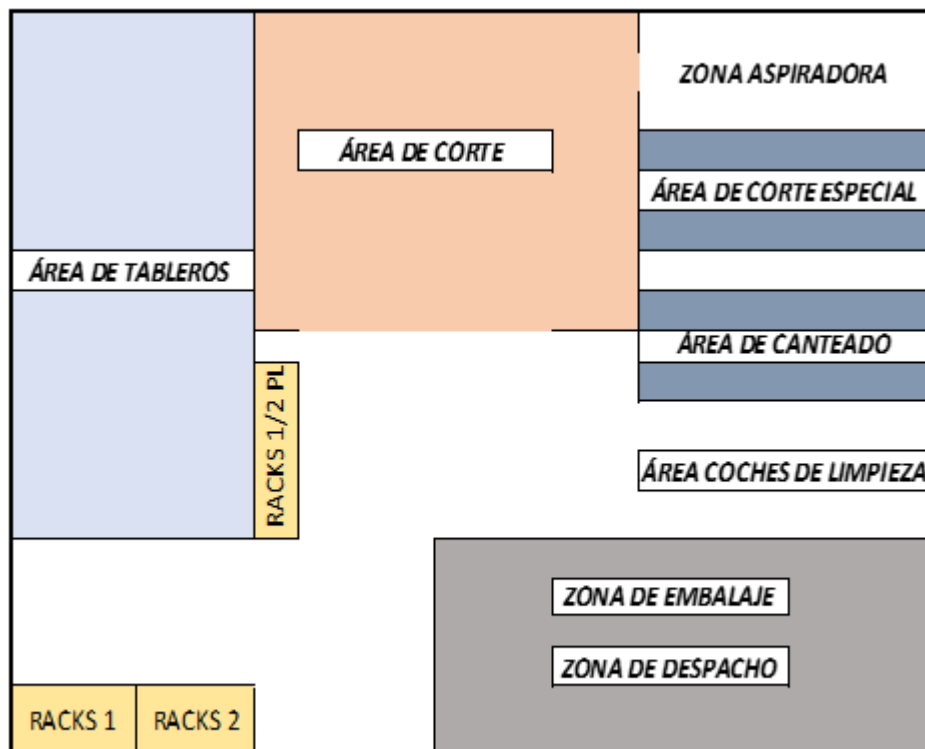 ZONA ASPIRADORA
ÁREA DE CORTE
ÁREA DE CORTE ESPECIAL
ÁREA DE TABLEROS
ÁREA DE CANTEADO
RACKS 1/2 PL
ÁREA COCHES DE LIMPIEZA
ZONA DE EMBALAJE
ZONA DE DESPACHO
RACKS 1
RACKS 2